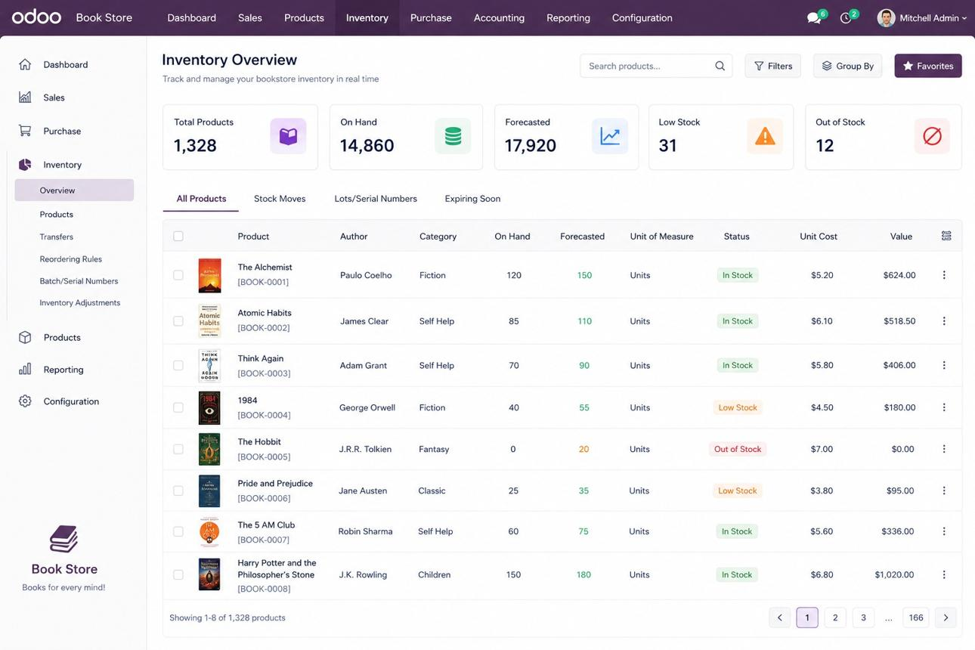 odoo Book Store Dashboard Sales Products Inventory Purchase Accounting Reporting Configuration 6 2 Mitchell Admin
Dashboard
Sales
Purchase
Inventory
Overview
Products
Transfers
Reordering Rules
Batch/Serial Numbers
Inventory Adjustments
Products
Reporting
Configuration
Book Store
Books for every mind!
Inventory Overview
Track and manage your bookstore inventory in real time
Search products... Filters Group By Favorites
Total Products
1,328
On Hand
14,860
Forecasted
17,920
Low Stock
31
Out of Stock
12
All Products Stock Moves Lots/Serial Numbers Expiring Soon
Product Author Category On Hand Forecasted Unit of Measure Status Unit Cost Value
The Alchemist
[BOOK-0001]
Paulo Coelho Fiction 120 150 Units In Stock $5.20 $624.00
Atomic
Habits
Atomic Habits
[BOOK-0002]
James Clear Self Help 85 110 Units In Stock $6.10 $518.50
THINK
AGAIN
Think Again
[BOOK-0003]
Adam Grant Self Help 70 90 Units In Stock $5.80 $406.00
1984
1984
[BOOK-0004]
George Orwell Fiction 40 55 Units Low Stock $4.50 $180.00
The Hobbit
[BOOK-0005]
J.R.R. Tolkien Fantasy 0 20 Units Out of Stock $7.00 $0.00
Pride and Prejudice
[BOOK-0006]
Jane Austen Classic 25 35 Units Low Stock $3.80 $95.00
The 5 AM Club
[BOOK-0007]
Robin Sharma Self Help 60 75 Units In Stock $5.60 $336.00
Harry Potter and the
Philosopher's Stone
[BOOK-0008]
J.K. Rowling Children 150 180 Units In Stock $6.80 $1,020.00
Showing 1-8 of 1,328 products
1 2 3 ... 166